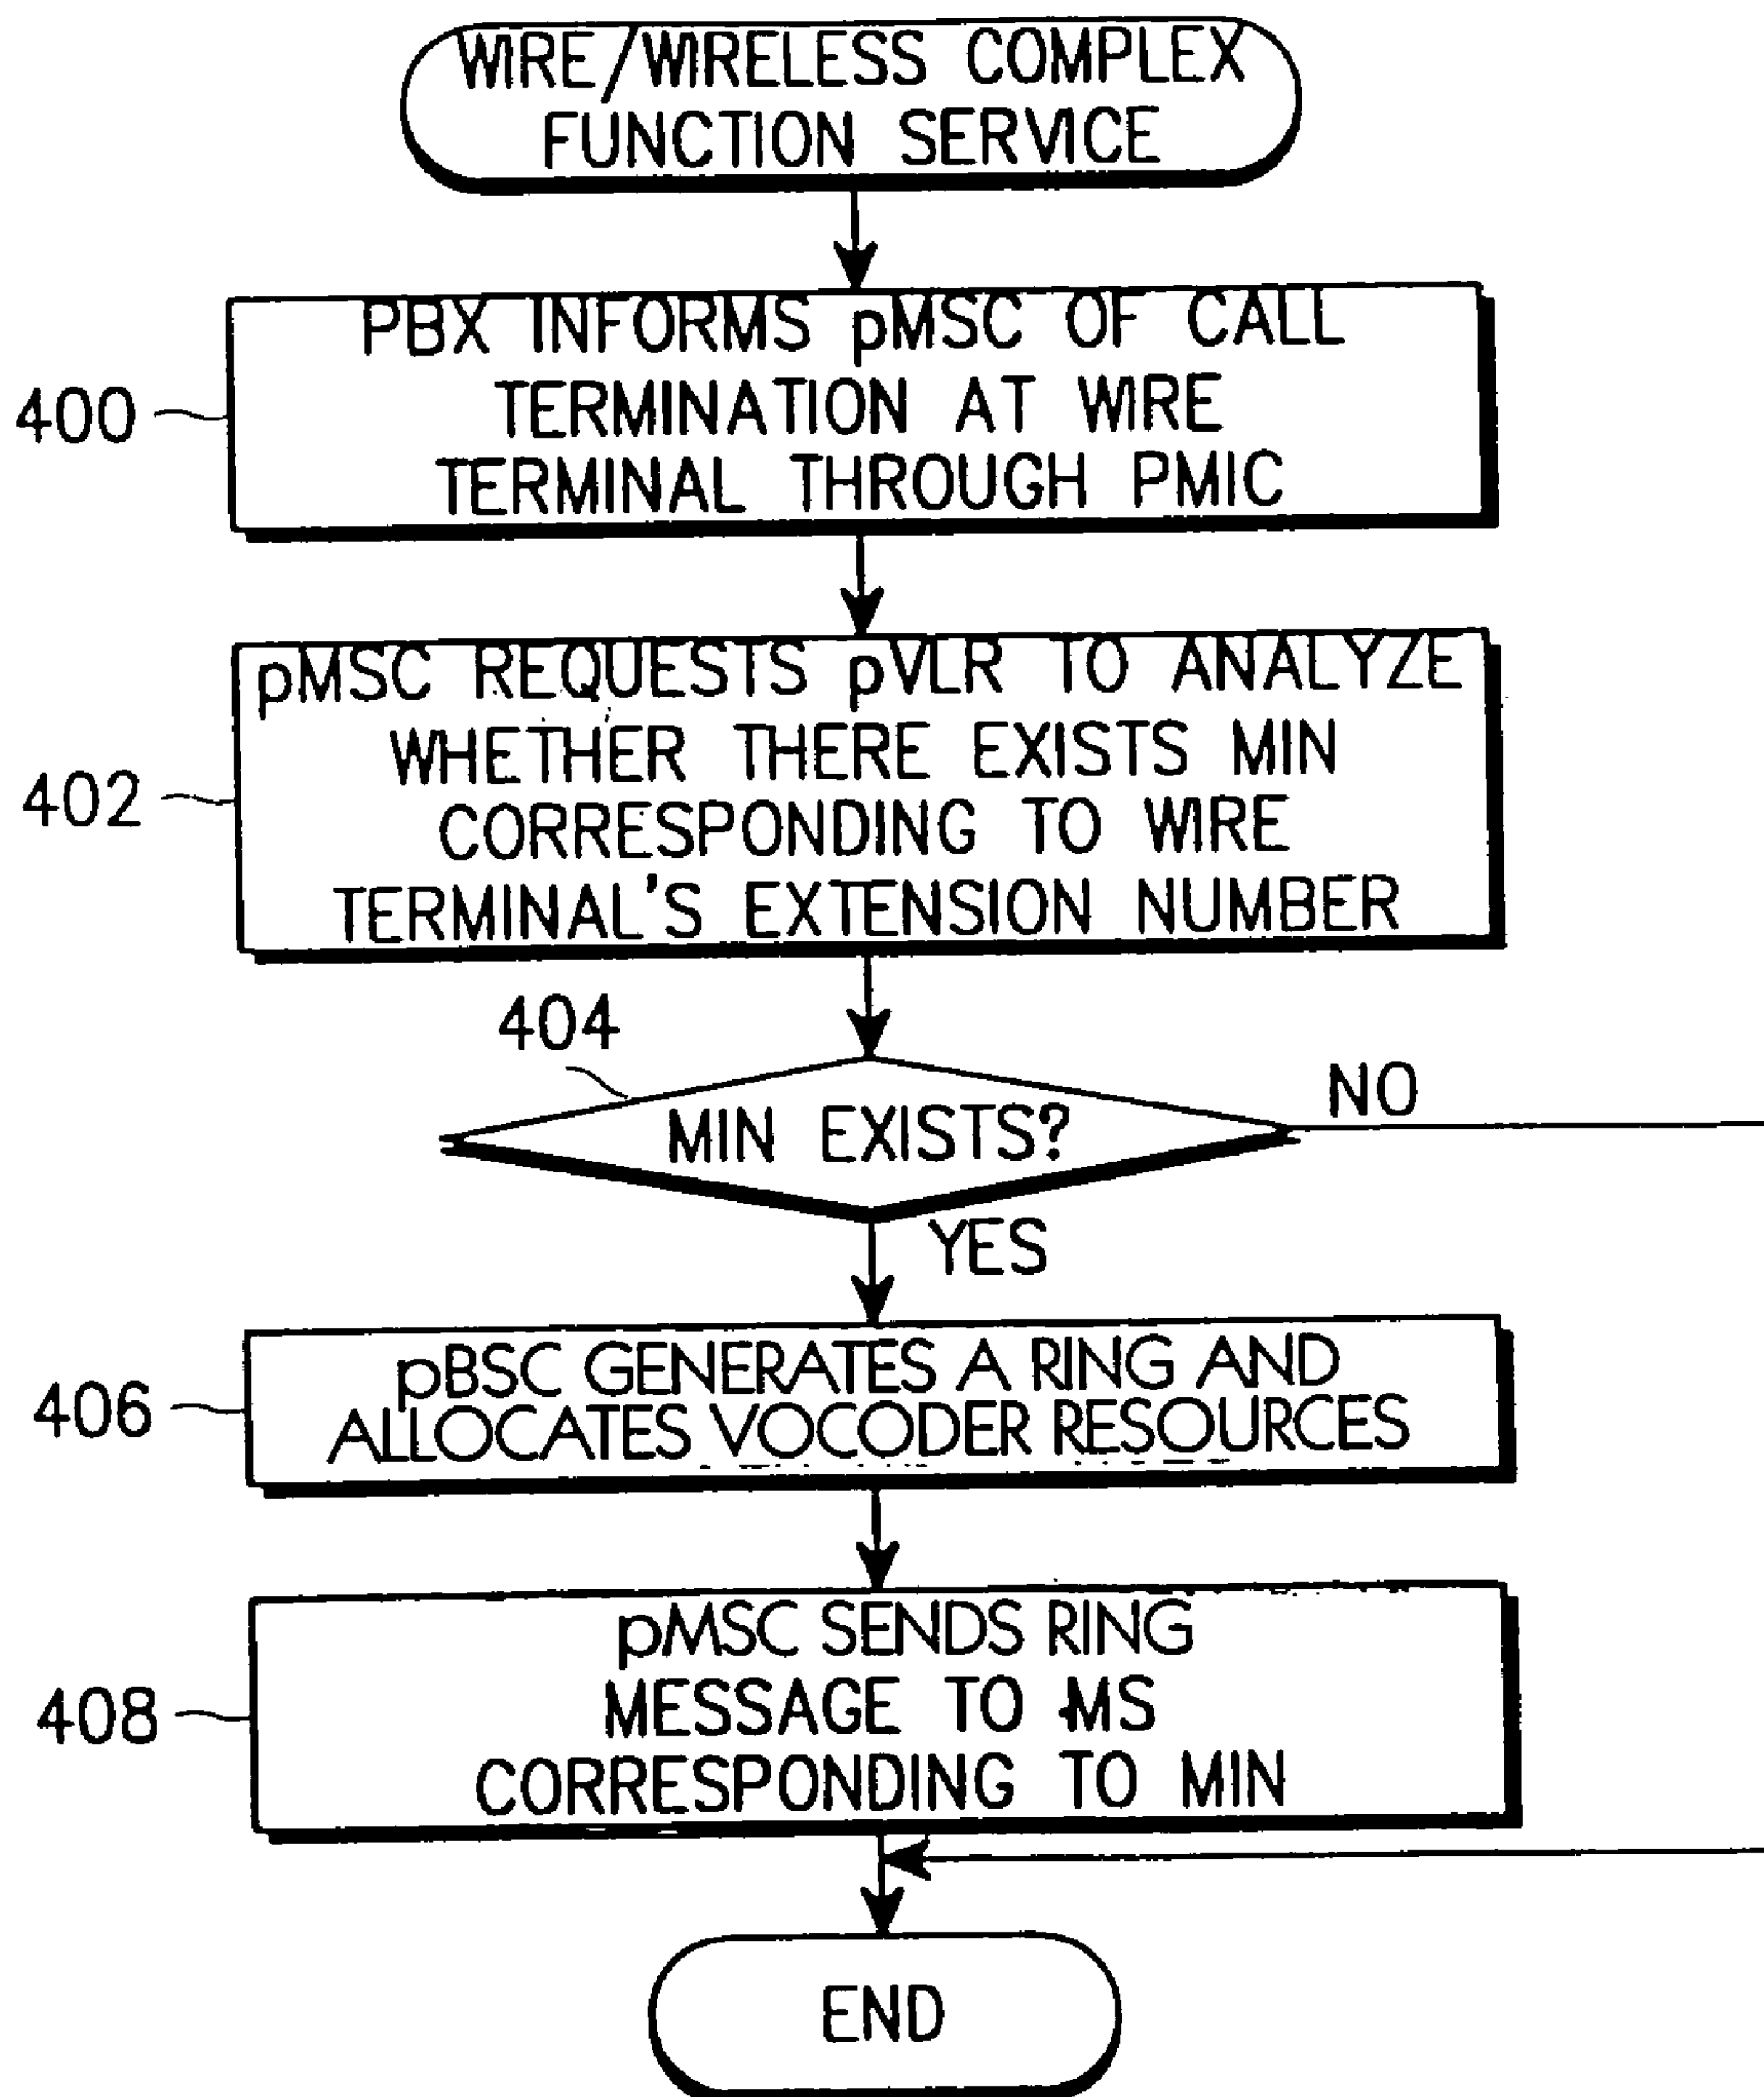 WIRE/WIRELESS COMPLEX
FUNCTION SERVICE
PBX INFORMS pMSC OF CALL
TERMINATION AT WIRE
TERMINAL THROUGH PMIC
400
pMSC REQUESTS pVLR TO ANALYZE
WHETHER THERE EXISTS MIN
CORRESPONDING TO WIRE
TERMINAL'S EXTENSION NUMBER
402
404
MIN EXISTS?
NO
YES
pBSC GENERATES A RING AND
ALLOCATES VOCODER RESOURCES
406
pMSC SENDS RING
MESSAGE TO MS
CORRESPONDING TO MIN
408
END